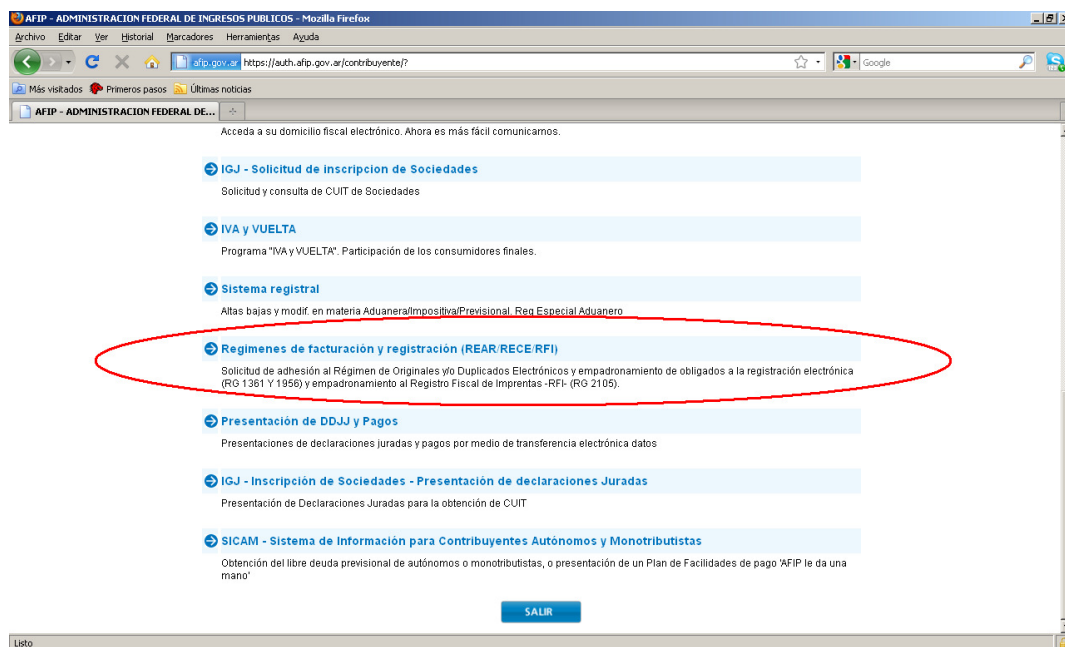 AFIP - ADMINISTRACION FEDERAL DE INGRESOS PUBLICOS - Mozilla Firefox
Archivo Editar Ver Historial Marcadores Herramientas Ayuda
afip.gov.ar https://auth.afip.gov.ar/contribuyente/? Google
Más visitados Primeros pasos Últimas noticias
AFIP - ADMINISTRACION FEDERAL DE...
Acceda a su domicilio fiscal electrónico. Ahora es más fácil comunicarnos.
IGJ - Solicitud de inscripcion de Sociedades
Solicitud y consulta de CUIT de Sociedades
IVA y VUELTA
Programa "IVA y VUELTA". Participación de los consumidores finales.
Sistema registral
Altas bajas y modif. en materia Aduanera/Impositiva/Previsional. Reg Especial Aduanero
Regimenes de facturación y registración (REAR/RECE/RFI)
Solicitud de adhesión al Régimen de Originales y/o Duplicados Electrónicos y empadronamiento de obligados a la registración electrónica
(RG 1361 Y 1956) y empadronamiento al Registro Fiscal de Imprentas -RFI- (RG 2105).
Presentación de DDJJ y Pagos
Presentaciones de declaraciones juradas y pagos por medio de transferencia electrónica datos
IGJ - Inscripción de Sociedades - Presentación de declaraciones Juradas
Presentación de Declaraciones Juradas para la obtención de CUIT
SICAM - Sistema de Información para Contribuyentes Autónomos y Monotributistas
Obtención del libre deuda previsional de autónomos o monotributistas, o presentación de un Plan de Facilidades de pago 'AFIP le da una
mano'
SALIR
Listo